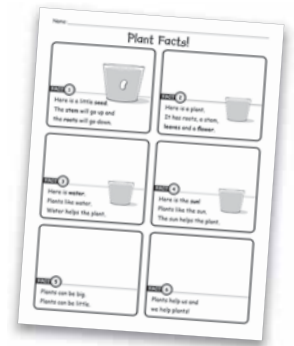 Name
Plant Facts!
FACT 1
Here is a little seed.
The stem will go up and
the roots will go down.
FACT 2
Here is a plant.
It has roots, a stem,
leaves and a flower.
FACT 3
Here is water.
Plants like water.
Water helps the plant.
FACT 4
Here is the sun!
Plants like the sun.
The sun helps the plant.
FACT 5
Plants can be big.
Plants can be little.
FACT 6
Plants help us and
we help plants!